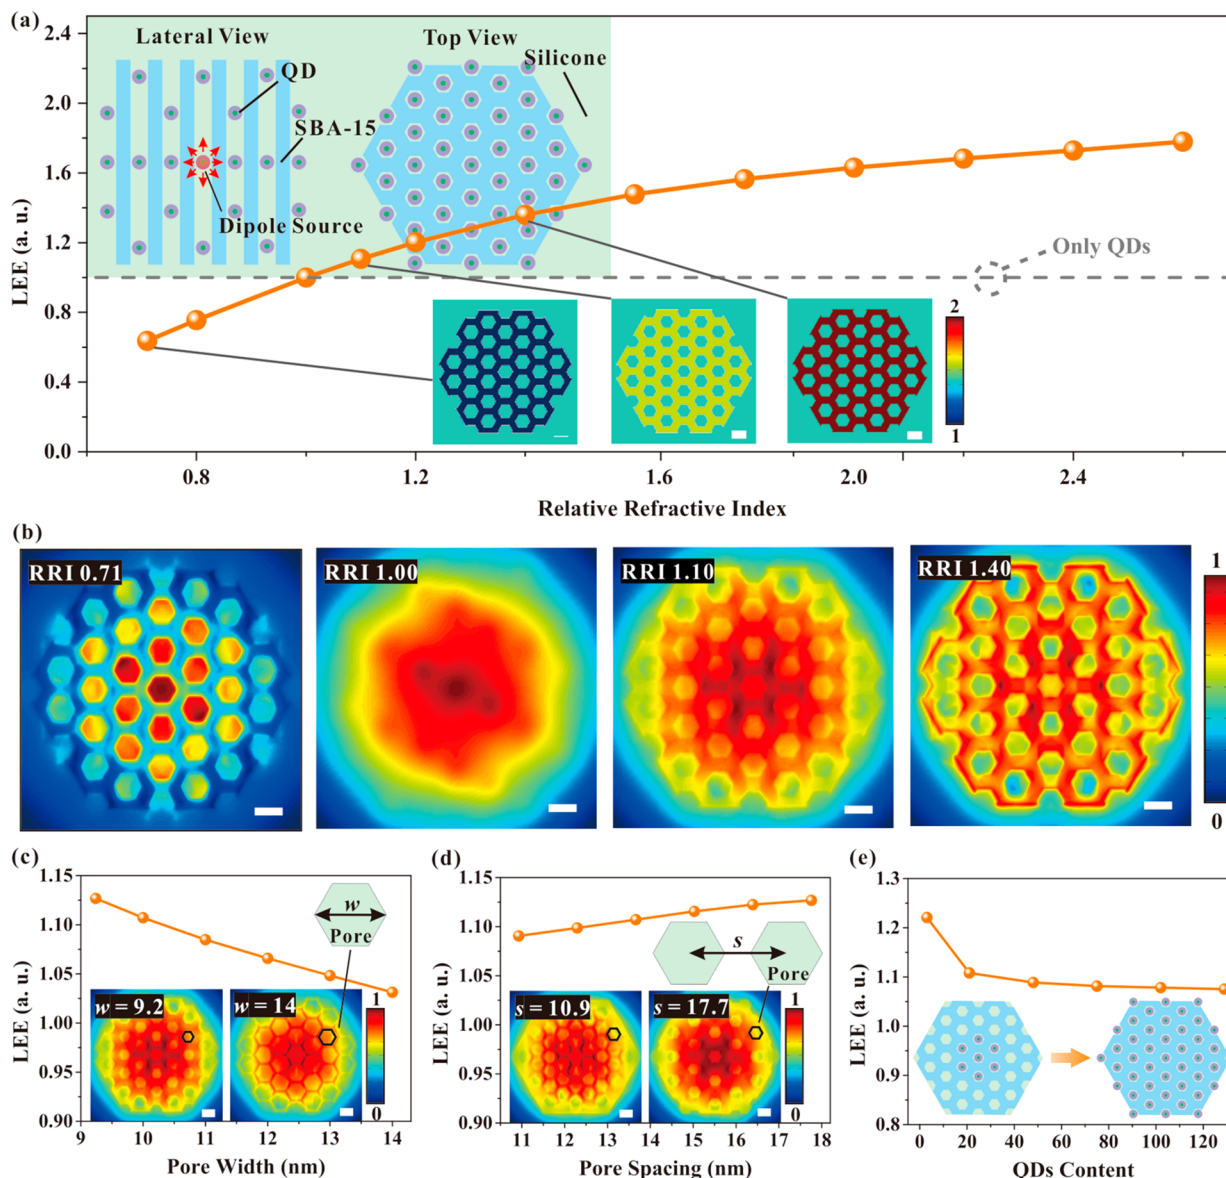 (a)
2.4
2.0
1.6
1.2
0.8
0.4
0.0
LEE (a. u.)
Lateral View
Top View
QD
Silicone
SBA-15
Dipole Source
Only QDs
2
1
0.8
1.2
1.6
2.0
2.4
Relative Refractive Index
(b)
RRI 0.71
RRI 1.00
RRI 1.10
RRI 1.40
1
0
(c)
1.15
1.10
1.05
1.00
0.95
0.90
LEE (a. u.)
w
Pore
w = 9.2
w = 14
1
0
9
10
11
12
13
14
Pore Width (nm)
(d)
1.15
1.10
1.05
1.00
0.95
0.90
LEE (a. u.)
s
Pore
s = 10.9
s = 17.7
1
0
11
12
13
14
15
16
17
18
Pore Spacing (nm)
(e)
1.3
1.2
1.1
1.0
0.9
0.8
LEE (a. u.)
0
20
40
60
80
100
120
QDs Content